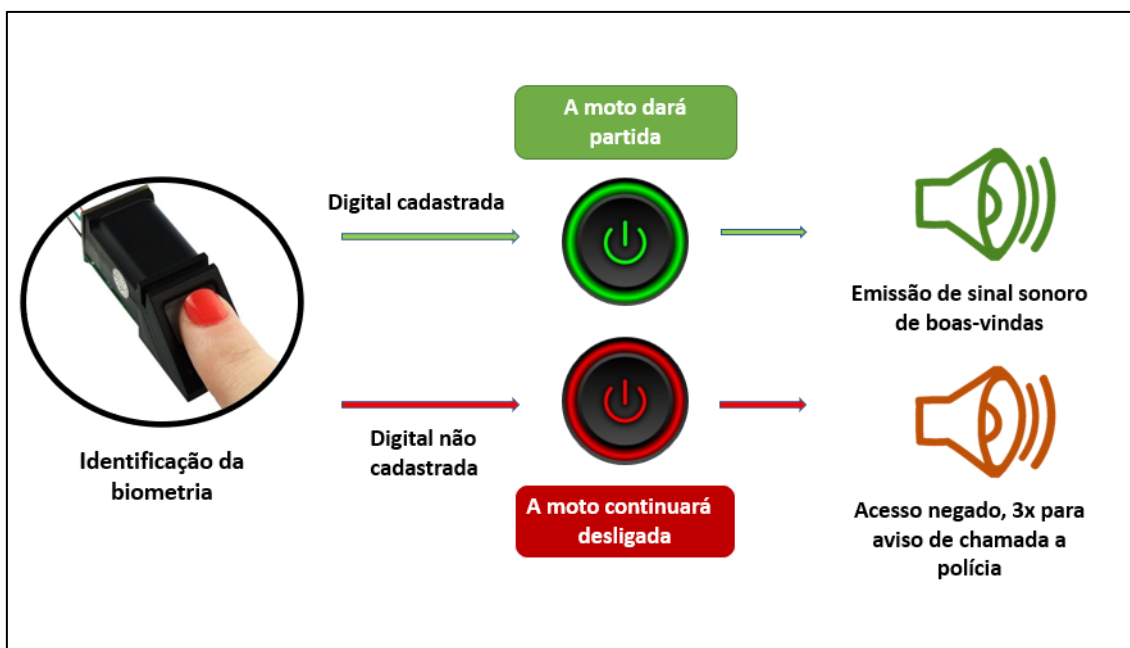 A moto dará
partida
Digital cadastrada
Emissão de sinal sonoro
de boas-vindas
Identificação da
biometria
Digital não
cadastrada
A moto continuará
desligada
Acesso negado, 3x para
aviso de chamada a
polícia